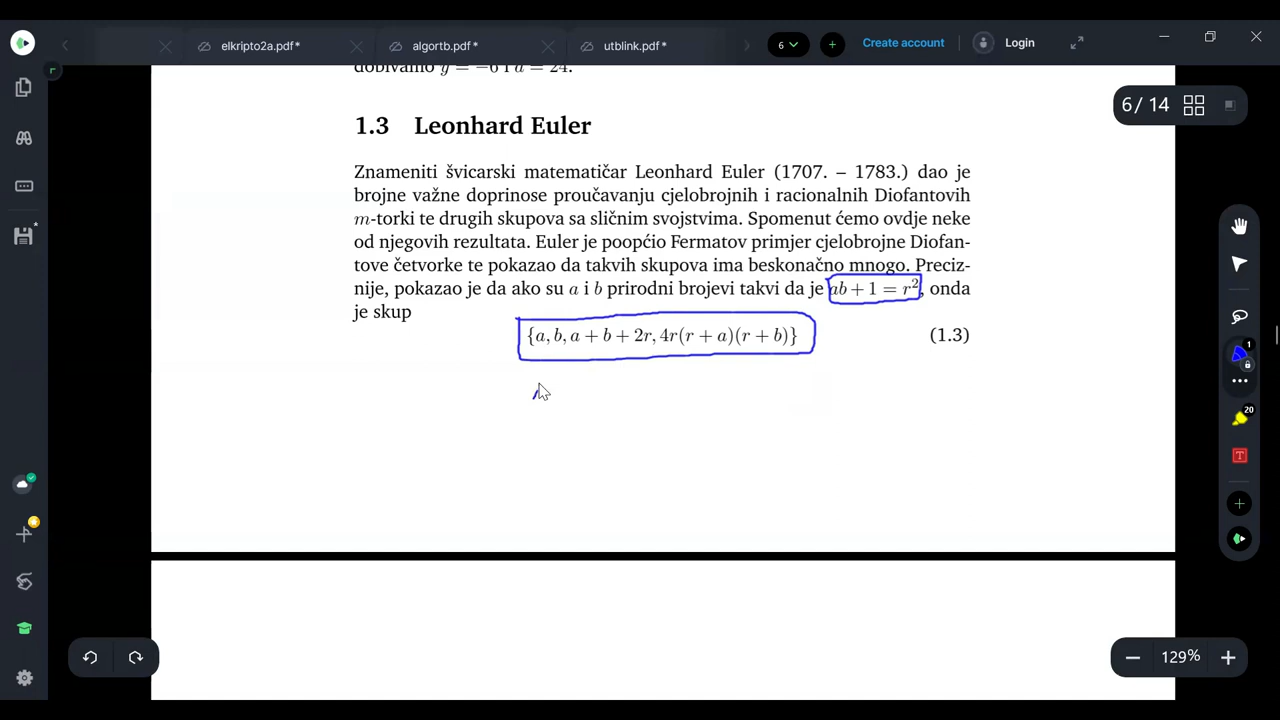 elkripto2a.pdf*
algortb.pdf*
utblink.pdf*
6
Create account
Login
dobivamo y = −6 i a = 24.
6 / 14
1.3 Leonhard Euler
Znameniti švicarski matematičar Leonhard Euler (1707. – 1783.) dao je
brojne važne doprinose proučavanju cjelobrojnih i racionalnih Diofantovih
m-torki te drugih skupova sa sličnim svojstvima. Spomenut ćemo ovdje neke
od njegovih rezultata. Euler je poopćio Fermatov primjer cjelobrojne Diofan-
tove četvorke te pokazao da takvih skupova ima beskonačno mnogo. Preciz-
nije, pokazao je da ako su a i b prirodni brojevi takvi da je ab + 1 = r², onda
je skup
{a, b, a + b + 2r, 4r(r + a)(r + b)} (1.3)
1
20
T
129%